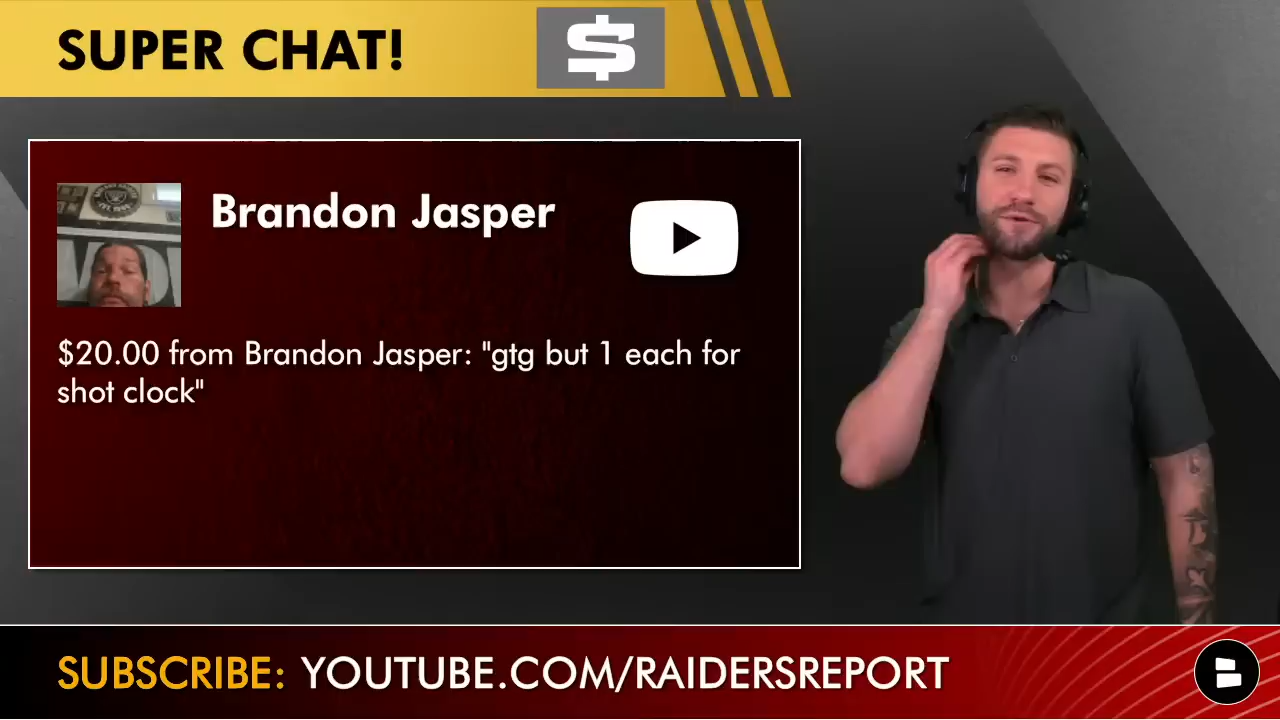 SUPER CHAT!
$
Brandon Jasper
$20.00 from Brandon Jasper: "gtg but 1 each for
shot clock"
SUBSCRIBE: YOUTUBE.COM/RAIDERSREPORT